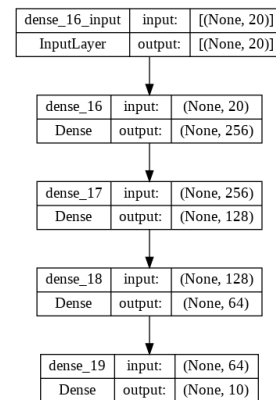 dense_16_input input: [(None, 20)]
InputLayer output: [(None, 20)]
dense_16 input: (None, 20)
Dense output: (None, 256)
dense_17 input: (None, 256)
Dense output: (None, 128)
dense_18 input: (None, 128)
Dense output: (None, 64)
dense_19 input: (None, 64)
Dense output: (None, 10)